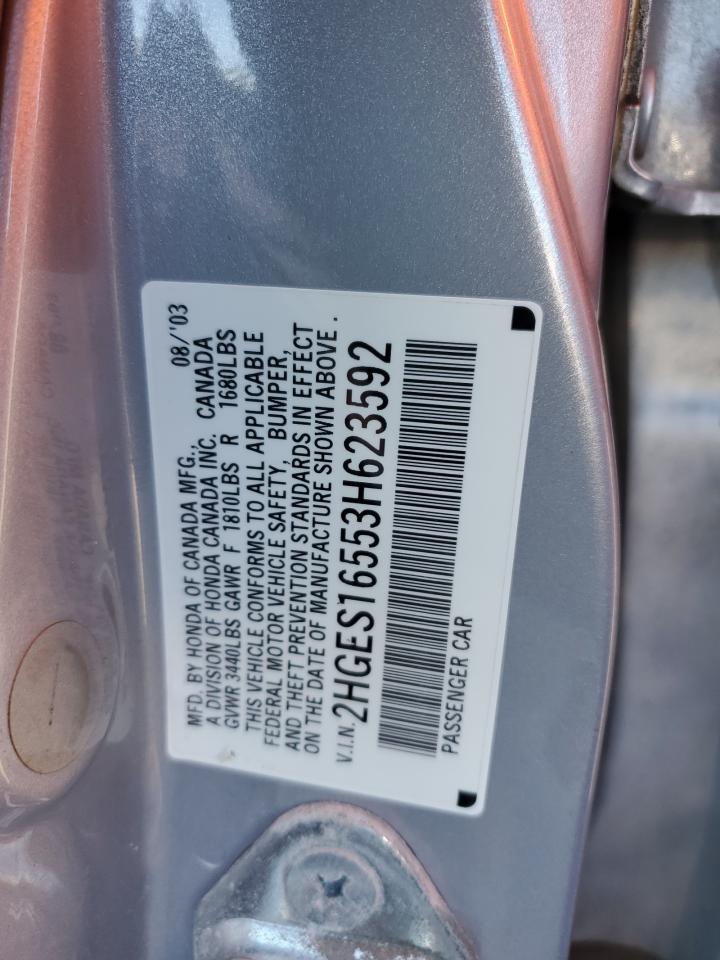 MFD. BY HONDA OF CANADA MFG., 08/'03
A DIVISION OF HONDA CANADA INC. CANADA
GVWR 3440LBS GAWR F 1810LBS R 1680LBS
THIS VEHICLE CONFORMS TO ALL APPLICABLE
FEDERAL MOTOR VEHICLE SAFETY, BUMPER,
AND THEFT PREVENTION STANDARDS IN EFFECT
ON THE DATE OF MANUFACTURE SHOWN ABOVE .
V.I.N. 2HGES16553H623592
PASSENGER CAR